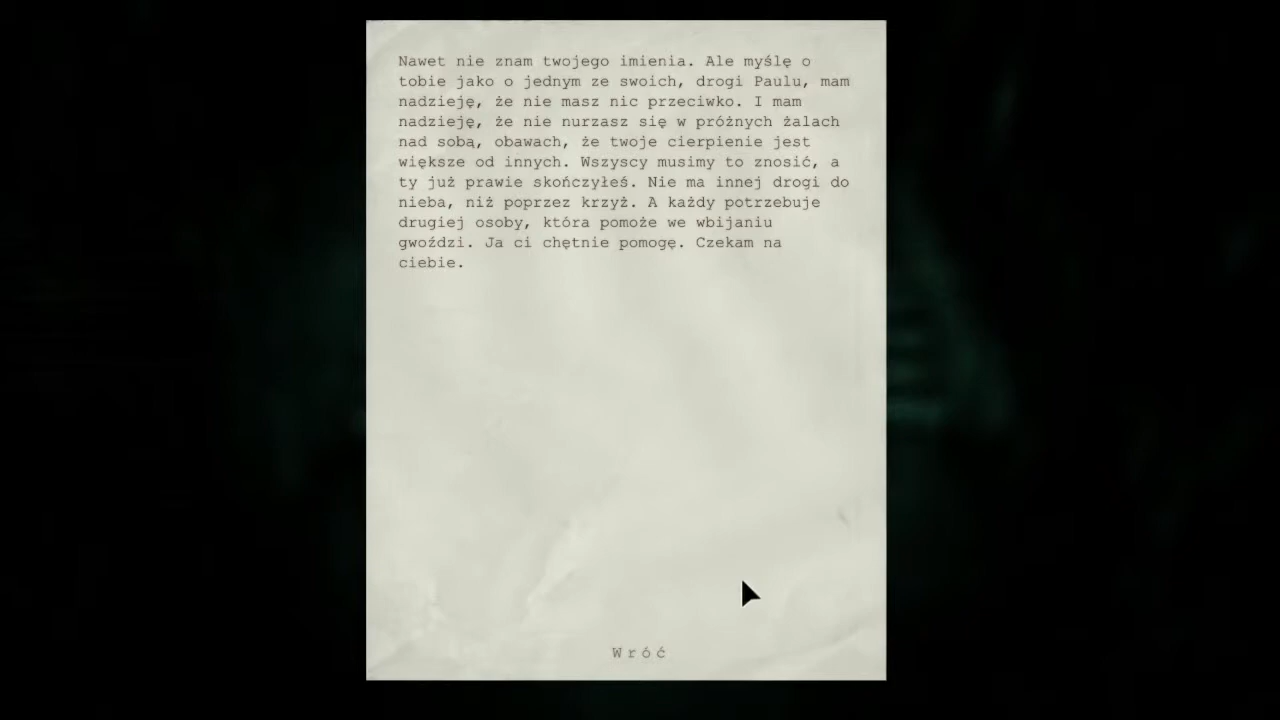 Nawet nie znam twojego imienia. Ale myślę o
tobie jako o jednym ze swoich, drogi Paulu, mam
nadzieję, że nie masz nic przeciwko. I mam
nadzieję, że nie nurzasz się w próżnych żalach
nad sobą, obawach, że twoje cierpienie jest
większe od innych. Wszyscy musimy to znosić, a
ty już prawie skończyłeś. Nie ma innej drogi do
nieba, niż poprzez krzyż. A każdy potrzebuje
drugiej osoby, która pomoże we wbijaniu
gwoździ. Ja ci chętnie pomogę. Czekam na
ciebie.
Wróć